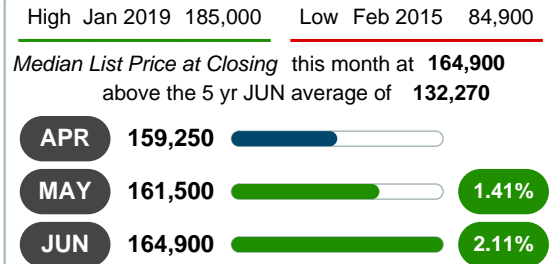 High Jan 2019 185,000 Low Feb 2015 84,900
Median List Price at Closing this month at 164,900
above the 5 yr JUN average of 132,270
APR 159,250
MAY 161,500 1.41%
JUN 164,900 2.11%